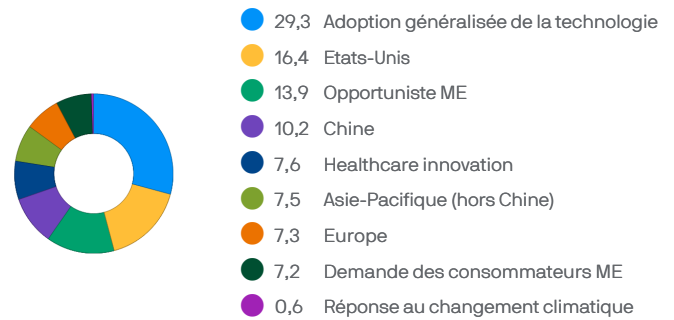 29,3 Adoption généralisée de la technologie
16,4 Etats-Unis
13,9 Opportuniste ME
10,2 Chine
7,6 Healthcare innovation
7,5 Asie-Pacifique (hors Chine)
7,3 Europe
7,2 Demande des consommateurs ME
0,6 Réponse au changement climatique